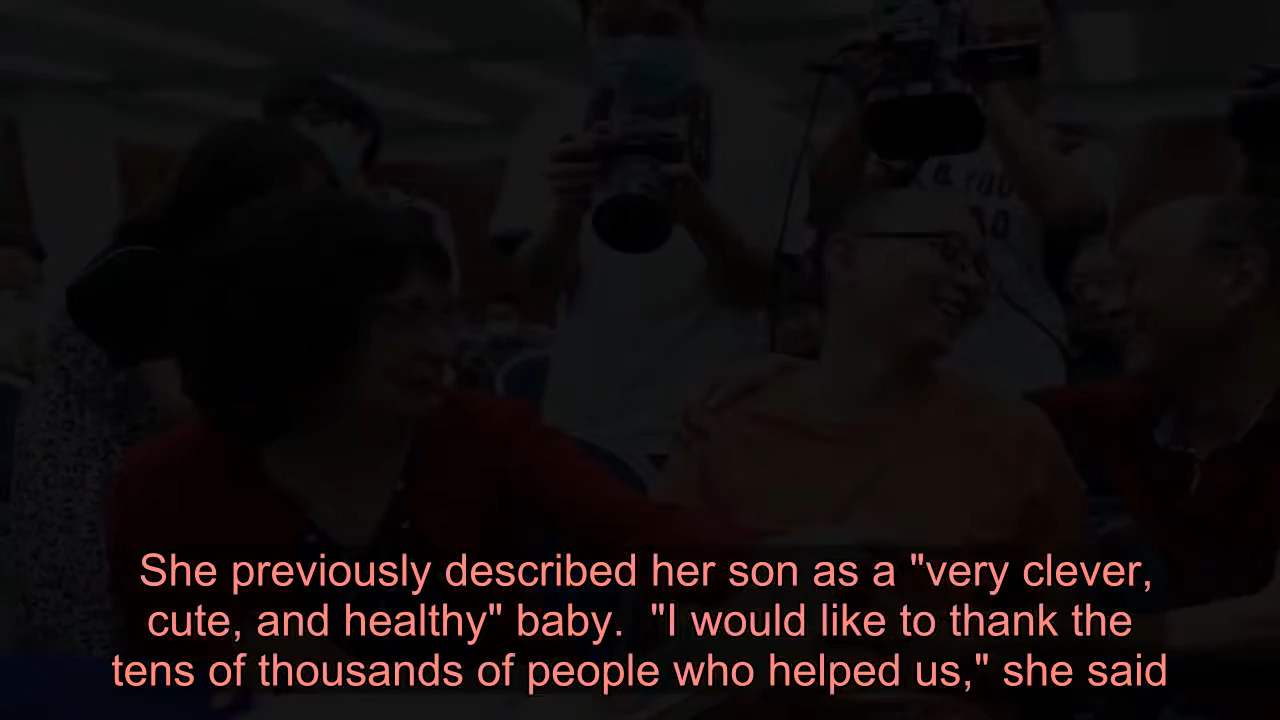 YOU
She previously described her son as a "very clever,
cute, and healthy" baby.  "I would like to thank the
tens of thousands of people who helped us," she said